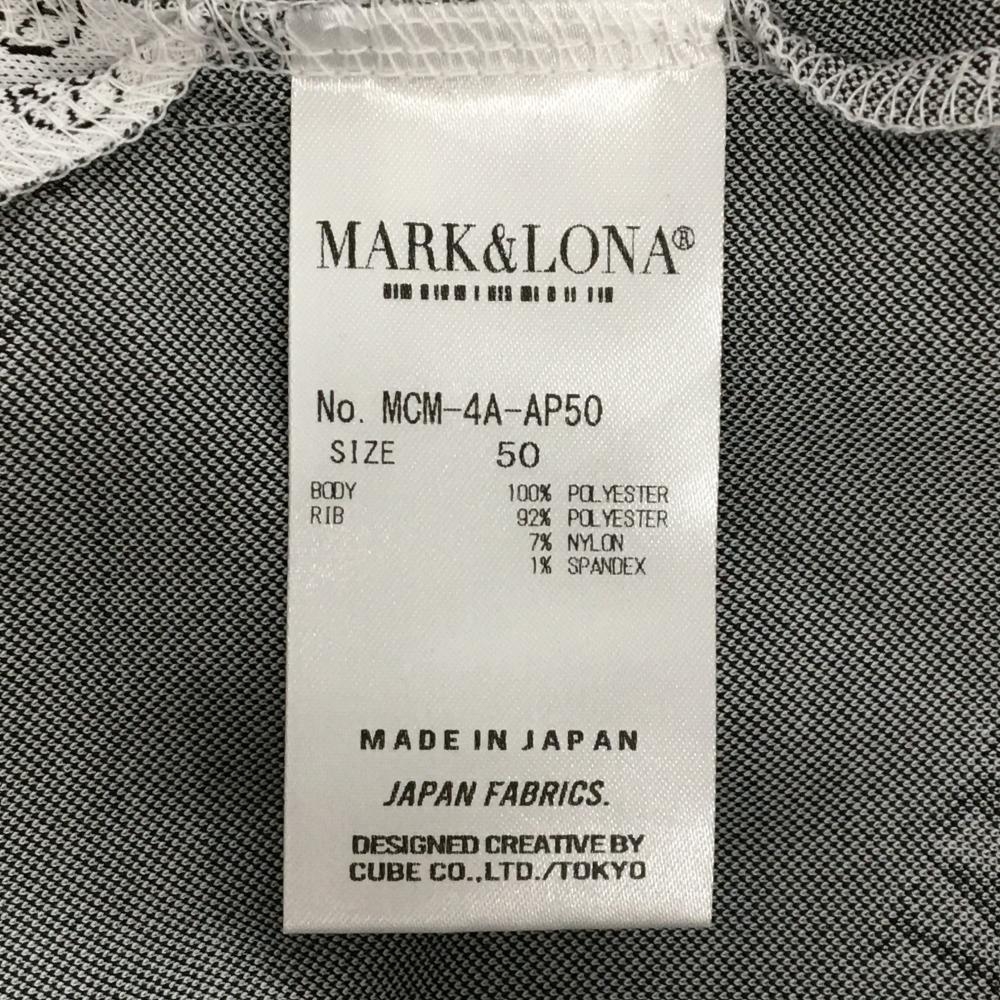 MARK&LONA®
No. MCM-4A-AP50
SIZE 50
BODY 100% POLYESTER
RIB 92% POLYESTER
7% NYLON
1% SPANDEX
MADE IN JAPAN
JAPAN FABRICS.
DESIGNED CREATIVE BY
CUBE CO.,LTD./TOKYO